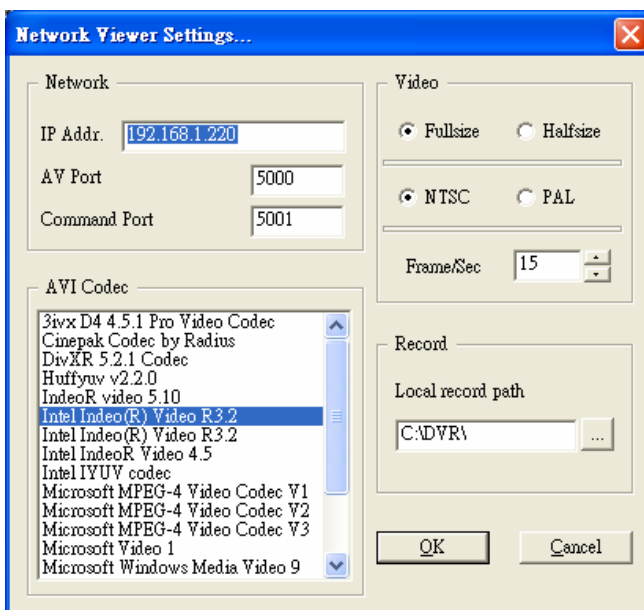 Network Viewer Settings...
Network
IP Addr. 192.168.1.220
AV Port 5000
Command Port 5001
AVI Codec
3ivx D4 4.5.1 Pro Video Codec
Cinepak Codec by Radius
DivXR 5.2.1 Codec
Huffyuv v2.2.0
IndeoR video 5.10
Intel Indeo(R) Video R3.2
Intel Indeo(R) Video R3.2
Intel IndeoR Video 4.5
Intel IYUV codec
Microsoft MPEG-4 Video Codec V1
Microsoft MPEG-4 Video Codec V2
Microsoft MPEG-4 Video Codec V3
Microsoft Video 1
Microsoft Windows Media Video 9
Video
Fullsize Halfsize
NTSC PAL
Frame/Sec 15
Record
Local record path
C:\DVR\ ...
OK Cancel